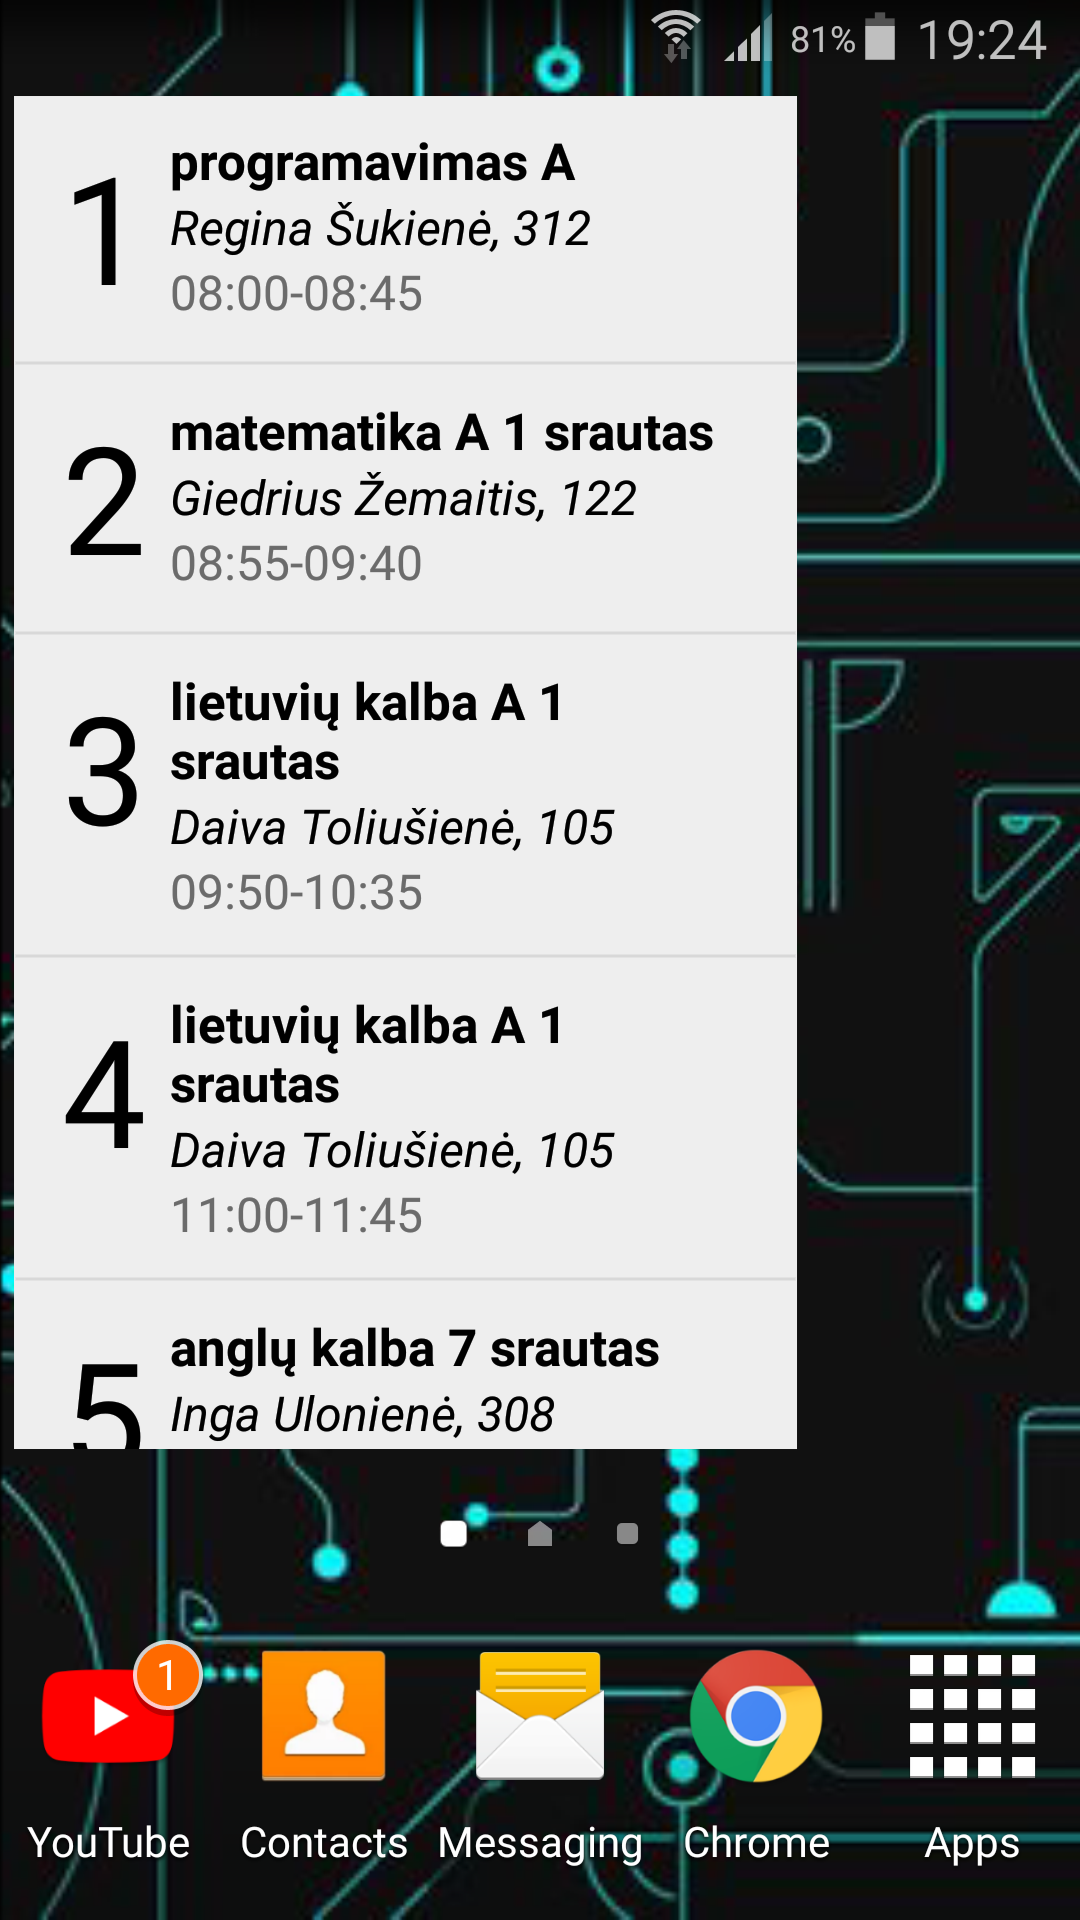 81% 19:24
1
programavimas A
Regina Šukienė, 312
08:00-08:45
2
matematika A 1 srautas
Giedrius Žemaitis, 122
08:55-09:40
3
lietuvių kalba A 1
srautas
Daiva Toliušienė, 105
09:50-10:35
4
lietuvių kalba A 1
srautas
Daiva Toliušienė, 105
11:00-11:45
5
anglų kalba 7 srautas
Inga Ulonienė, 308
1
YouTube Contacts Messaging Chrome Apps